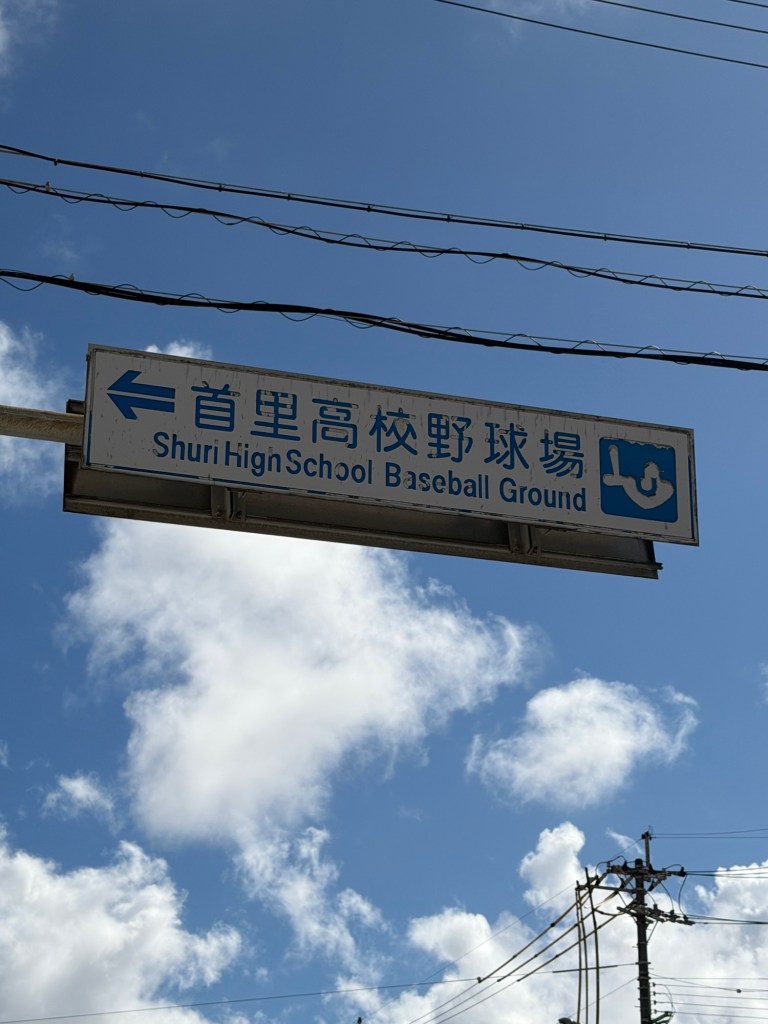 首里高校野球場
Shuri High School Baseball Ground